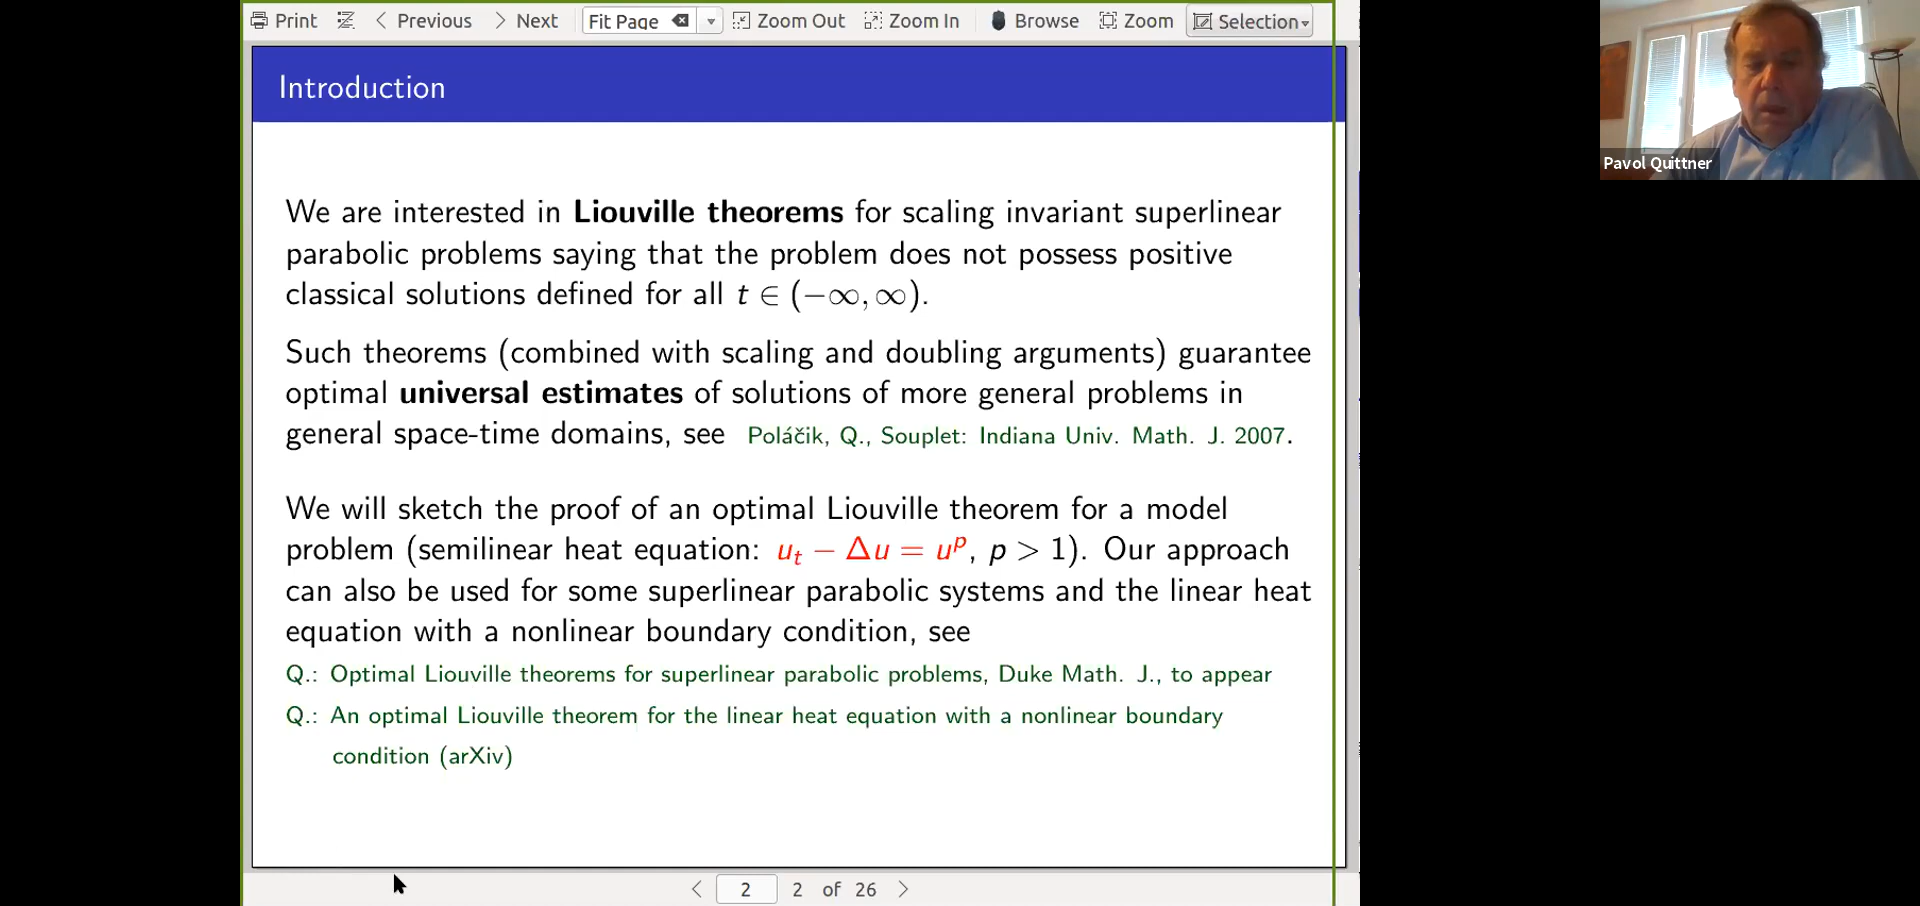 Print Previous Next Fit Page Zoom Out Zoom In Browse Zoom Selection
Introduction
We are interested in Liouville theorems for scaling invariant superlinear
parabolic problems saying that the problem does not possess positive
classical solutions defined for all t ∈ (−∞, ∞).
Such theorems (combined with scaling and doubling arguments) guarantee
optimal universal estimates of solutions of more general problems in
general space-time domains, see Poláčik, Q., Souplet: Indiana Univ. Math. J. 2007.
We will sketch the proof of an optimal Liouville theorem for a model
problem (semilinear heat equation: uₜ − Δu = uᵖ, p > 1). Our approach
can also be used for some superlinear parabolic systems and the linear heat
equation with a nonlinear boundary condition, see
Q.: Optimal Liouville theorems for superlinear parabolic problems, Duke Math. J., to appear
Q.: An optimal Liouville theorem for the linear heat equation with a nonlinear boundary
condition (arXiv)
2 2 of 26
Pavol Quittner